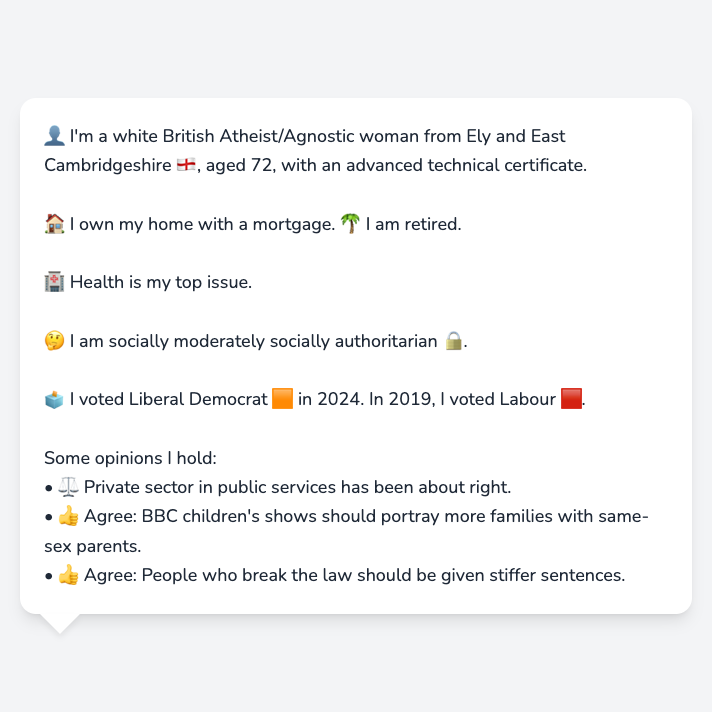 👤 I'm a white British Atheist/Agnostic woman from Ely and East
Cambridgeshire 🏴󠁧󠁢󠁥󠁮󠁧󠁿, aged 72, with an advanced technical certificate.
🏠 I own my home with a mortgage. 🌴 I am retired.
🏥 Health is my top issue.
🤔 I am socially moderately socially authoritarian 🔒.
🗳️ I voted Liberal Democrat 🟧 in 2024. In 2019, I voted Labour 🟥.
Some opinions I hold:
• ⚖️ Private sector in public services has been about right.
• 👍 Agree: BBC children's shows should portray more families with same-
sex parents.
• 👍 Agree: People who break the law should be given stiffer sentences.